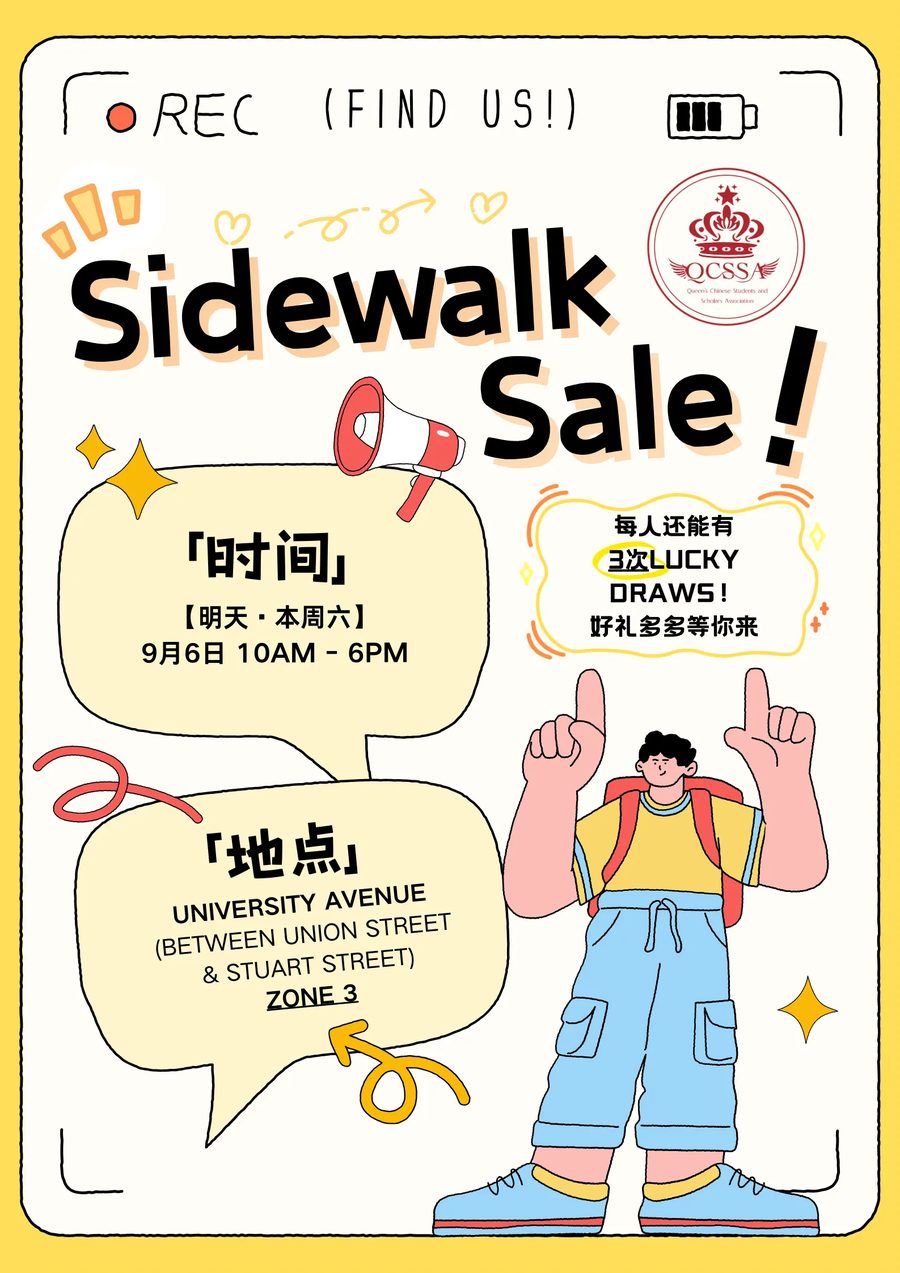 REC
(FIND US!)
QCSSA
Queen's Chinese Students and
Scholars Association
Sidewalk
Sale!
「时间」
【明天·本周六】
9月6日 10AM - 6PM
每人还能有
3次LUCKY
DRAWS!
好礼多多等你来
「地点」
UNIVERSITY AVENUE
(BETWEEN UNION STREET
& STUART STREET)
ZONE 3